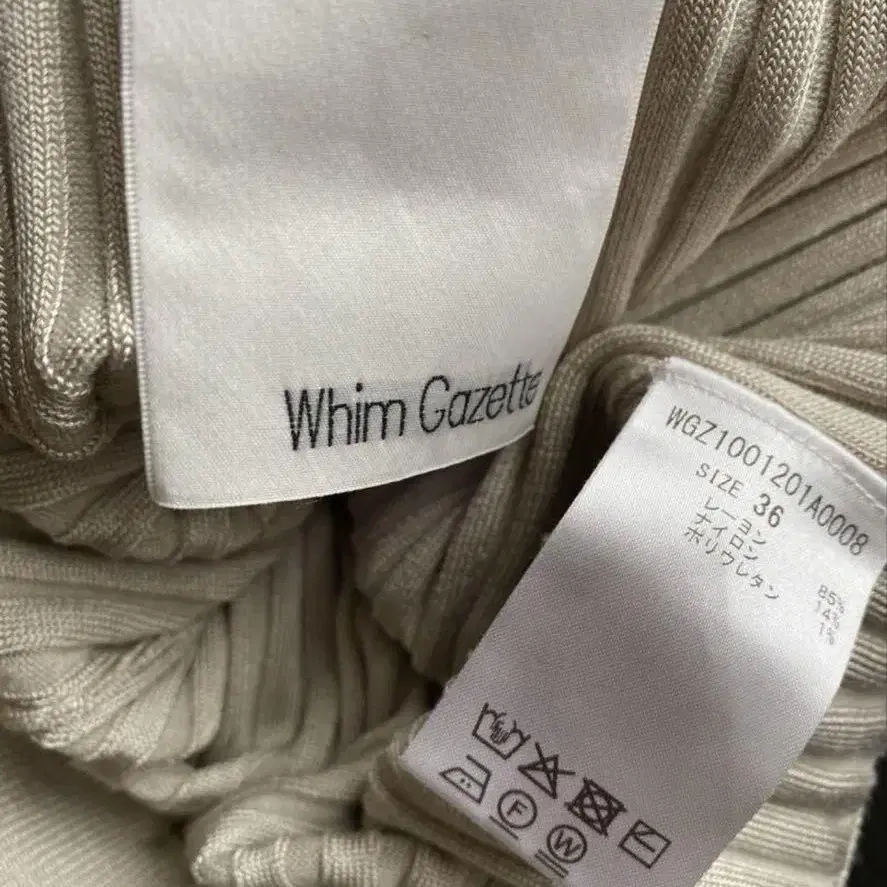 Whim Gazette
WGZ1001201A0008
SIZE 36
レーヨン 85%
ナイロン 14%
ポリウレタン 1%
F
W